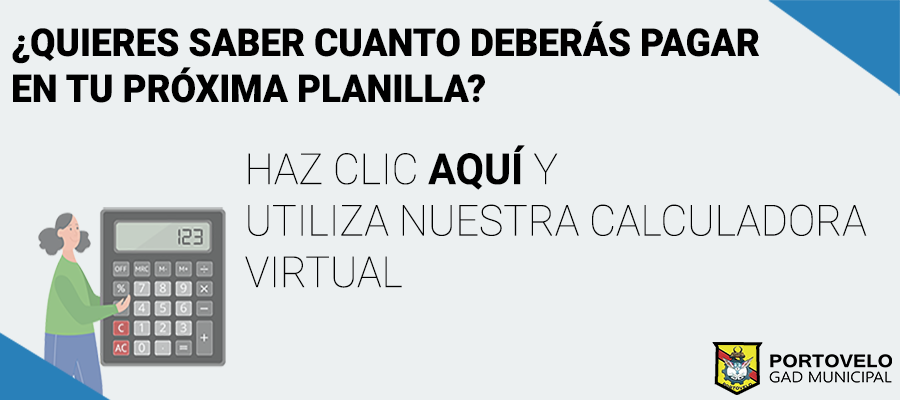 ¿QUIERES SABER CUANTO DEBERÁS PAGAR
EN TU PRÓXIMA PLANILLA?
HAZ CLIC AQUÍ Y
UTILIZA NUESTRA CALCULADORA
VIRTUAL
123
OFF MRC M- M+ ÷
% 7 8 9 ×
4 5 6 −
C 1 2 3 +
AC 0 . =
PORTOVELO
PORTOVELO
GAD MUNICIPAL